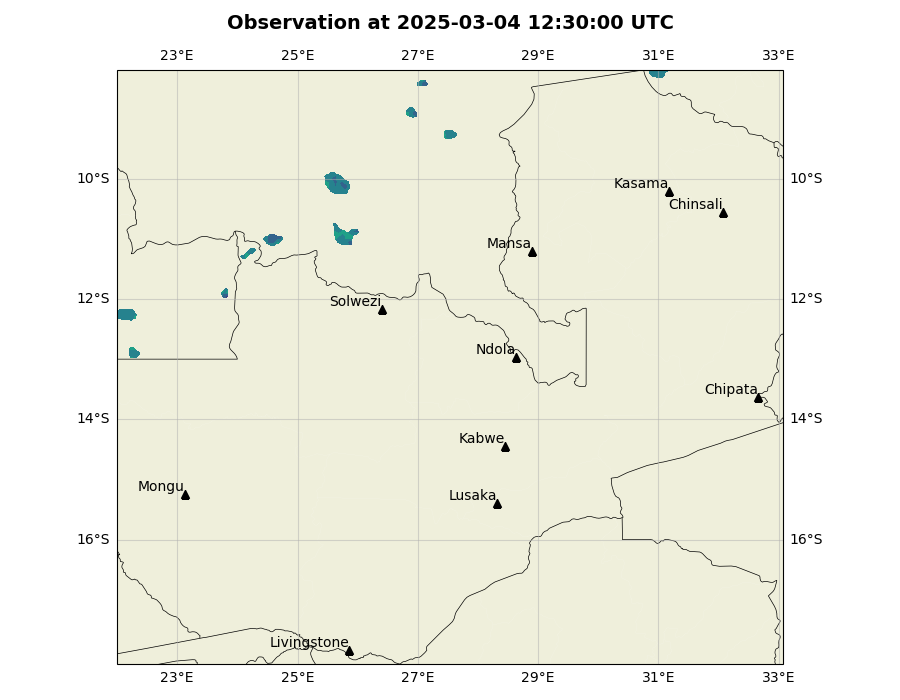 Observation at 2025-03-04 12:30:00 UTC
23°E 25°E 27°E 29°E 31°E 33°E
10°S 10°S
Kasama
Chinsali
Mansa
12°S 12°S
Solwezi
Ndola
Chipata
14°S 14°S
Kabwe
Mongu
Lusaka
16°S 16°S
Livingstone
23°E 25°E 27°E 29°E 31°E 33°E